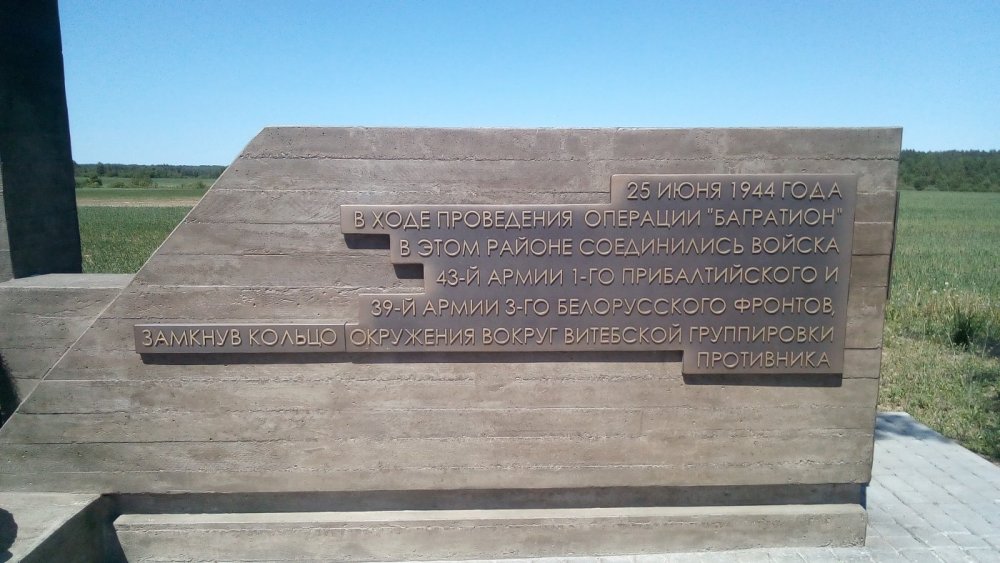 25 ИЮНЯ 1944 ГОДА
В ХОДЕ ПРОВЕДЕНИЯ ОПЕРАЦИИ "БАГРАТИОН"
В ЭТОМ РАЙОНЕ СОЕДИНИЛИСЬ ВОЙСКА
43-Й АРМИИ 1-ГО ПРИБАЛТИЙСКОГО И
39-Й АРМИИ 3-ГО БЕЛОРУССКОГО ФРОНТОВ,
ЗАМКНУВ КОЛЬЦО ОКРУЖЕНИЯ ВОКРУГ ВИТЕБСКОЙ ГРУППИРОВКИ
ПРОТИВНИКА